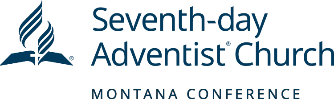 Seventh-day
Adventist® Church
MONTANA CONFERENCE